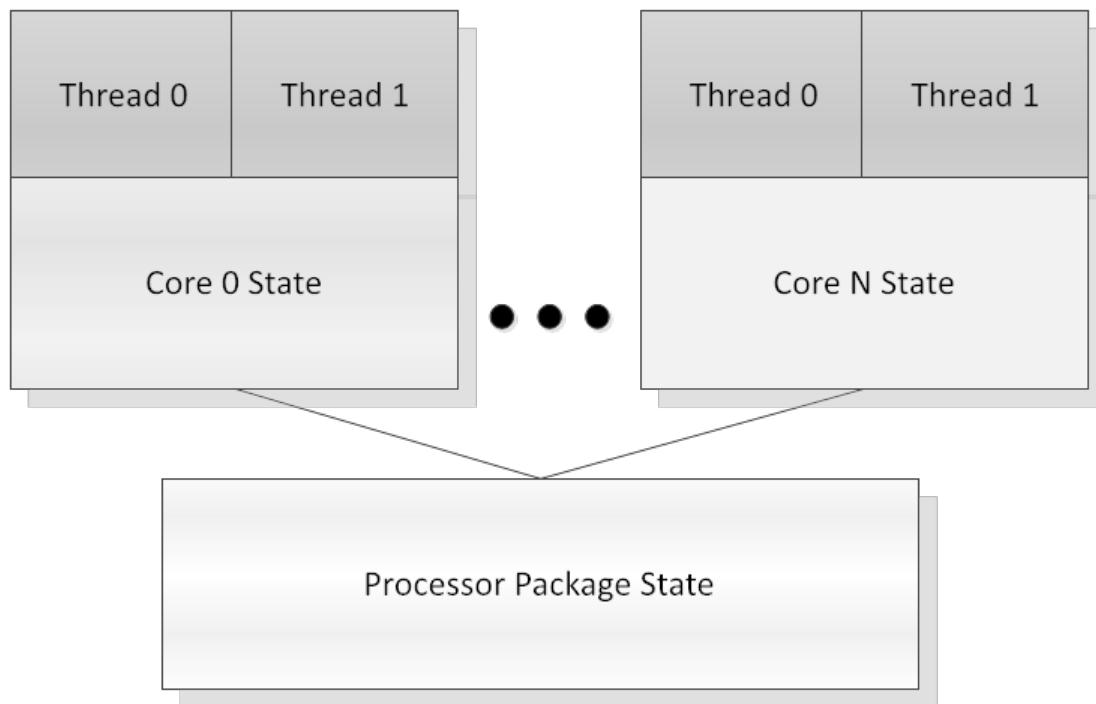 Thread 0
Thread 1
Thread 0
Thread 1
Core 0 State
Core N State
Processor Package State